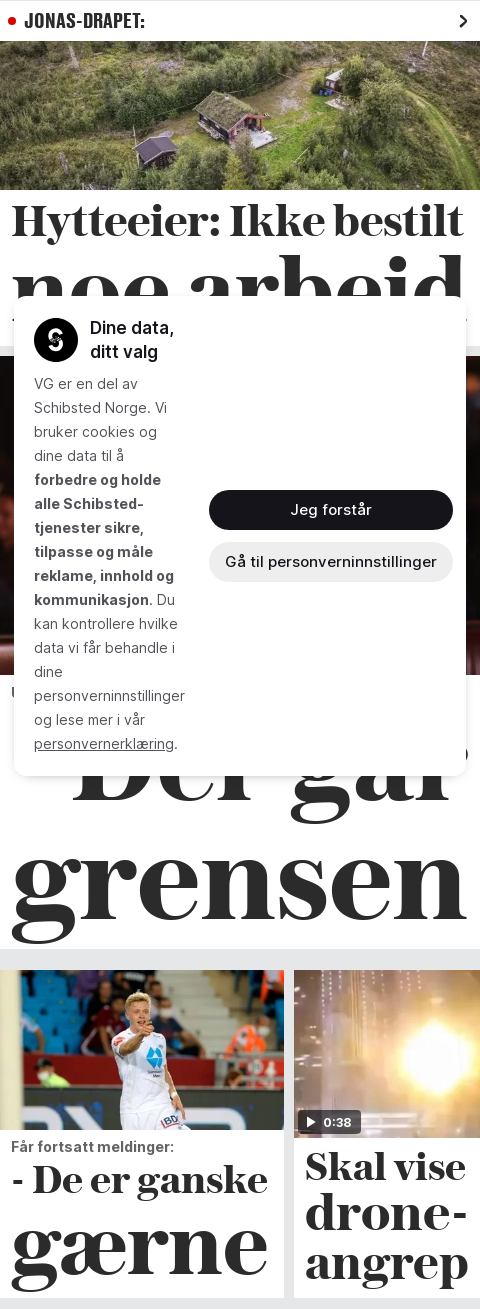 JONAS-DRAPET:
Hytteeier: Ikke bestilt
noe arbeid
Dine data,
ditt valg
VG er en del av
Schibsted Norge. Vi
bruker cookies og
dine data til å
forbedre og holde
alle Schibsted-
tjenester sikre,
tilpasse og måle
reklame, innhold og
kommunikasjon. Du
kan kontrollere hvilke
data vi får behandle i
dine
personverninnstillinger
og lese mer i vår
personvernerklæring.
Jeg forstår
Gå til personverninnstillinger
Der går
grensen
BDO
Får fortsatt meldinger:
- De er ganske
gærne
0:38
Skal vise
drone-
angrep